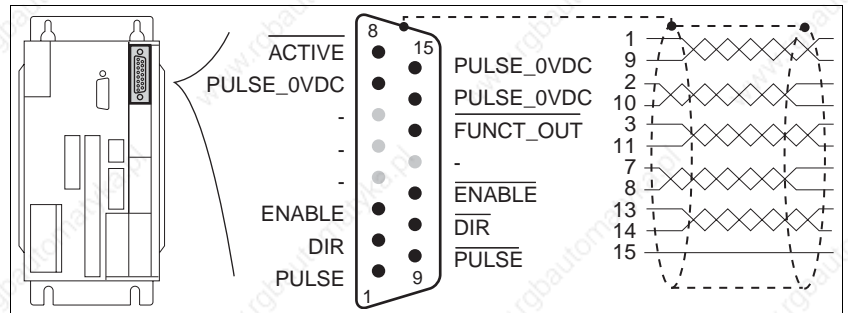 8
15
ACTIVE
PULSE_0VDC
-
-
-
ENABLE
DIR
PULSE
1
9
PULSE_0VDC
PULSE_0VDC
FUNCT_OUT
-
ENABLE
DIR
PULSE
1
9
2
10
3
11
7
8
13
14
15